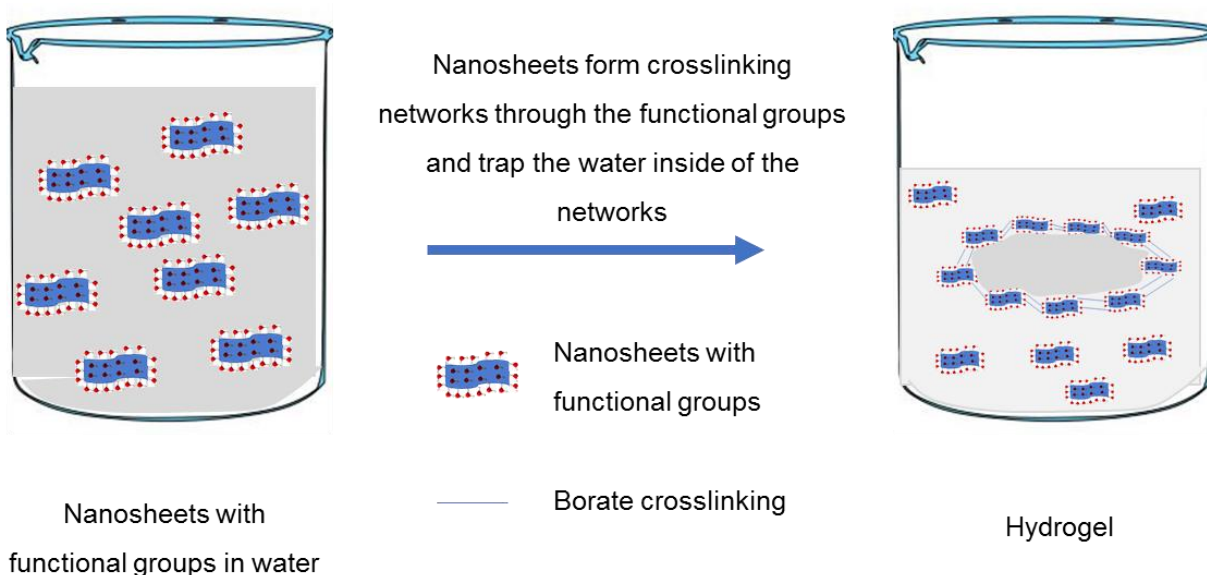 Nanosheets form crosslinking
networks through the functional groups
and trap the water inside of the
networks
Nanosheets with
functional groups
Borate crosslinking
Nanosheets with
functional groups in water
Hydrogel